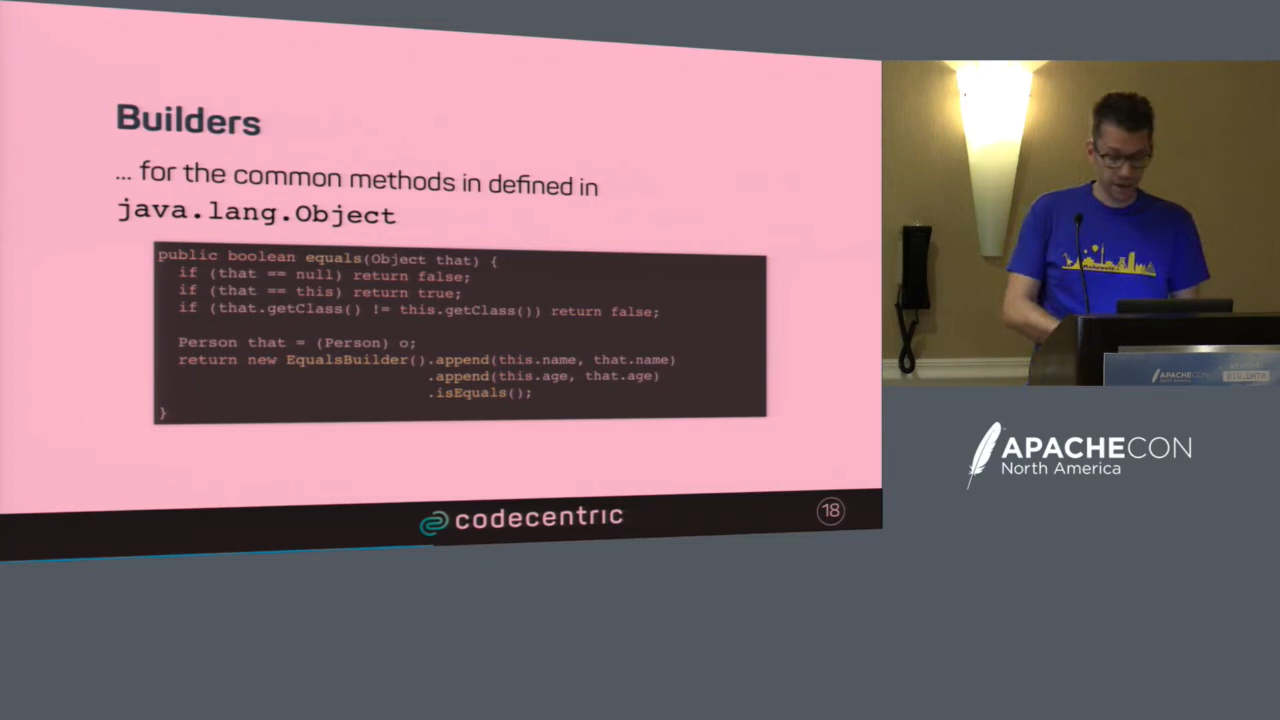 Builders
... for the common methods in defined in
java.lang.Object
public boolean equals(Object that) {
if (that == null) return false;
if (that == this) return true;
if (that.getClass() != this.getClass()) return false;
Person that = (Person) o;
return new EqualsBuilder().append(this.name, that.name)
.append(this.age, that.age)
.isEquals();
}
codecentric
18
APACHECON
BIG_DATA
APACHECON
North America